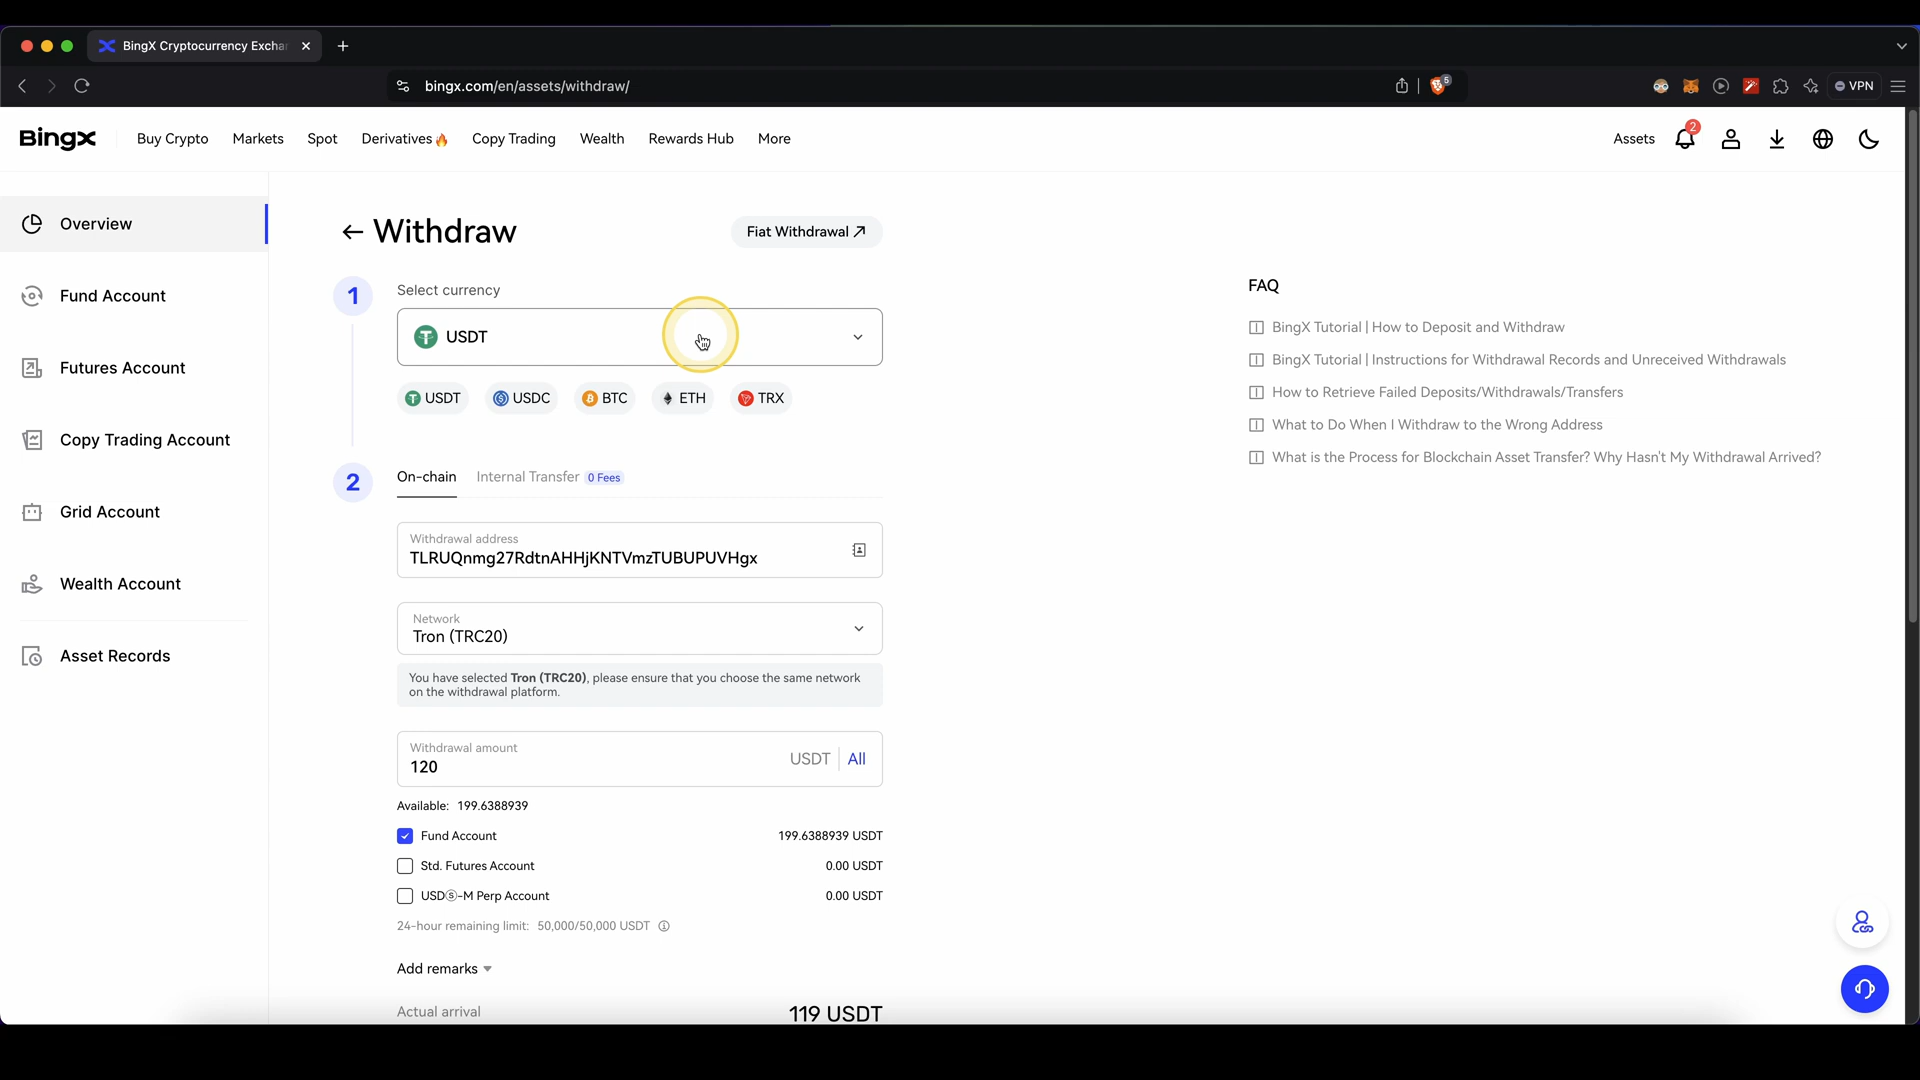 BingX Cryptocurrency Excha
bingx.com/en/assets/withdraw/
5
VPN
BingX
Buy Crypto
Markets
Spot
Derivatives
Copy Trading
Wealth
Rewards Hub
More
Assets
2
Overview
Fund Account
Futures Account
Copy Trading Account
Grid Account
Wealth Account
Asset Records
Withdraw
Fiat Withdrawal
1
Select currency
USDT
USDT
USDC
BTC
ETH
TRX
2
On-chain
Internal Transfer
0 Fees
Withdrawal address
TLRUQnmg27RdtnAHHjKNTVmzTUBUPUVHgx
Network
Tron (TRC20)
You have selected Tron (TRC20), please ensure that you choose the same network
on the withdrawal platform.
Withdrawal amount
120
USDT
All
Available: 199.6388939
Fund Account
199.6388939 USDT
Std. Futures Account
0.00 USDT
USDⓈ-M Perp Account
0.00 USDT
24-hour remaining limit: 50,000/50,000 USDT
Add remarks
Actual arrival
119 USDT
FAQ
BingX Tutorial | How to Deposit and Withdraw
BingX Tutorial | Instructions for Withdrawal Records and Unreceived Withdrawals
How to Retrieve Failed Deposits/Withdrawals/Transfers
What to Do When I Withdraw to the Wrong Address
What is the Process for Blockchain Asset Transfer? Why Hasn't My Withdrawal Arrived?